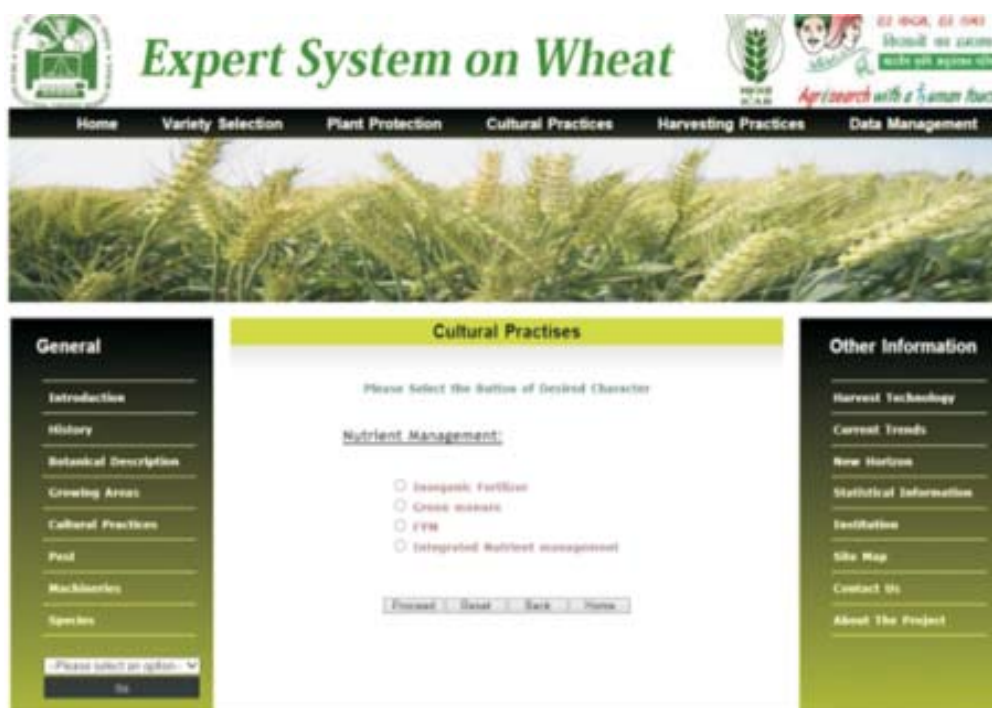 Expert System on Wheat
ICAR
Agrisearch with a human touch
Home Variety Selection Plant Protection Cultural Practices Harvesting Practices Data Management
General
Introduction
History
Botanical Description
Growing Areas
Cultural Practices
Pest
Machineries
Species
--Please select an option--
Go
Cultural Practises
Please Select the Button of Desired Character
Nutrient Management:
Inorganic Fertilizer
Green manure
FYM
Integrated Nutrient management
Proceed Reset Back Home
Other Information
Harvest Technology
Current Trends
New Horizon
Statistical Information
Institution
Site Map
Contact Us
About The Project